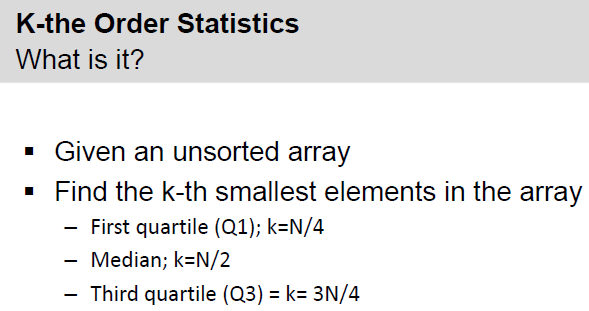 K-the Order Statistics
What is it?
▪ Given an unsorted array
▪ Find the k-th smallest elements in the array
– First quartile (Q1); k=N/4
– Median; k=N/2
– Third quartile (Q3) = k= 3N/4